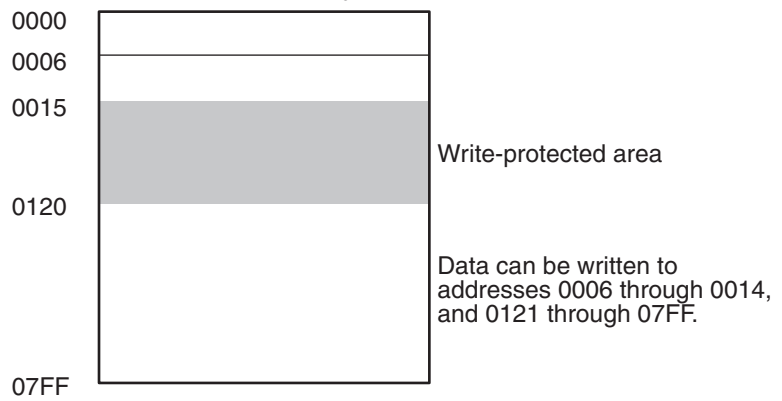 0000
0006
0015
Write-protected area
0120
Data can be written to
addresses 0006 through 0014,
and 0121 through 07FF.
07FF